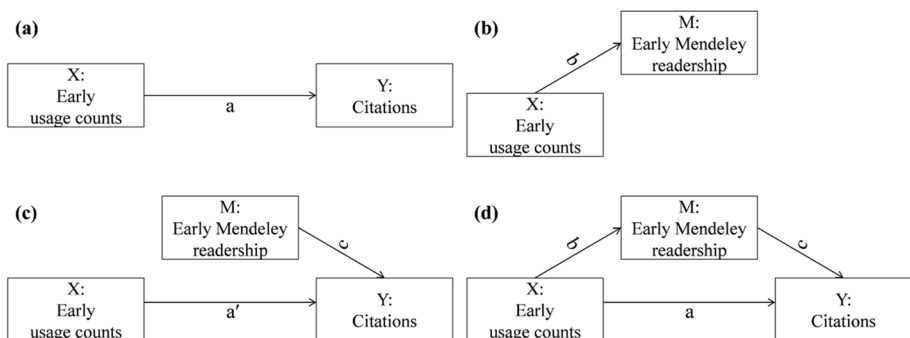 (a)
X:
Early
usage counts
a
Y:
Citations
(b)
M:
Early Mendeley
readership
b
X:
Early
usage counts
(c)
M:
Early Mendeley
readership
c
X:
Early
usage counts
a′
Y:
Citations
(d)
M:
Early Mendeley
readership
b
c
X:
Early
usage counts
a
Y:
Citations